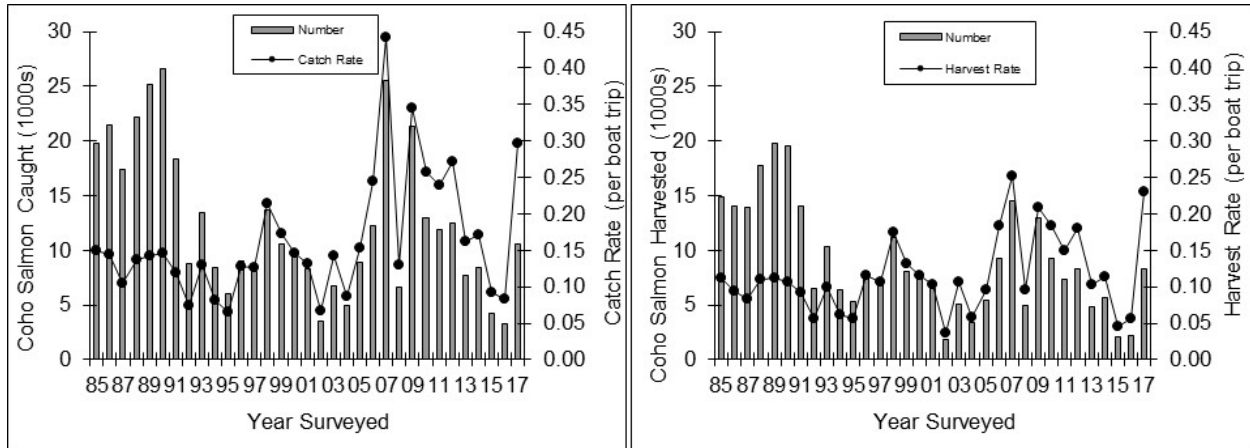 Number
Catch Rate
Coho Salmon Caught (1000s)
30
25
20
15
10
5
0
0.45
0.40
0.35
0.30
0.25
0.20
0.15
0.10
0.05
0.00
Catch Rate (per boat trip)
85 87 89 91 93 95 97 99 01 03 05 07 09 11 13 15 17
Year Surveyed
Number
Harvest Rate
Coho Salmon Harvested (1000s)
30
25
20
15
10
5
0
0.45
0.40
0.35
0.30
0.25
0.20
0.15
0.10
0.05
0.00
Harvest Rate (per boat trip)
85 87 89 91 93 95 97 99 01 03 05 07 09 11 13 15 17
Year Surveyed